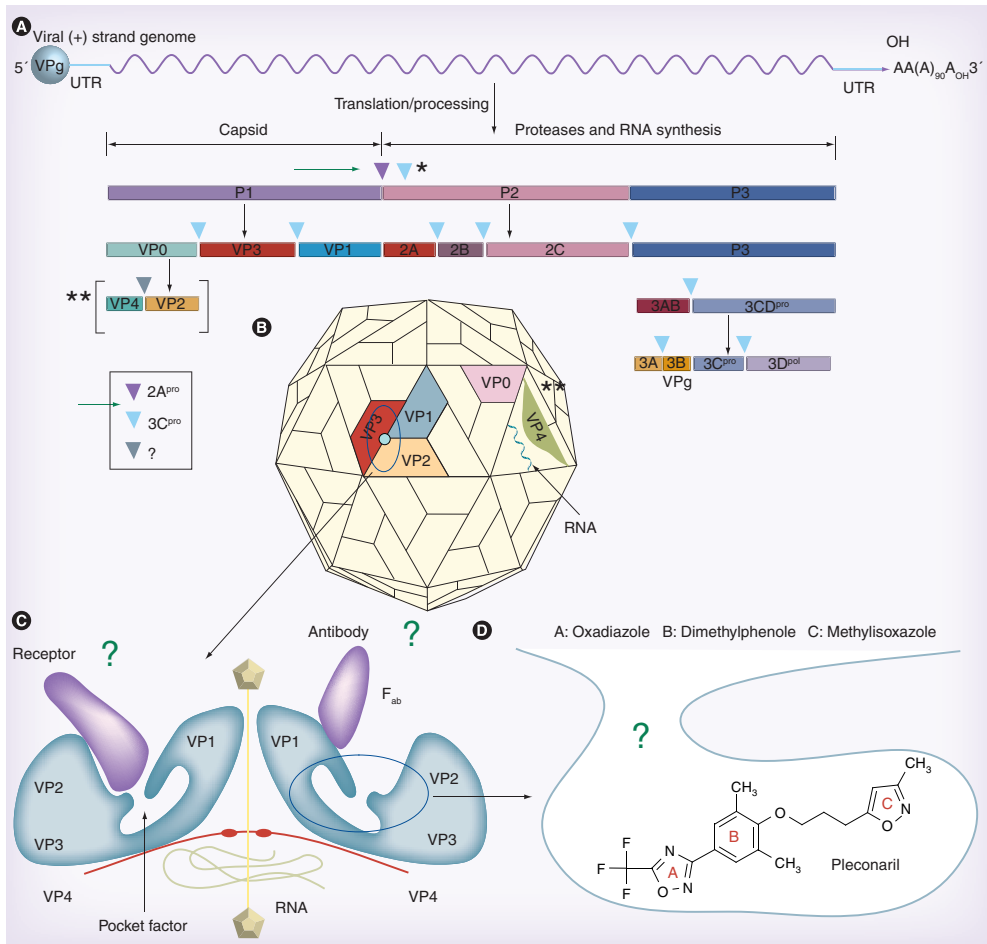 A
Viral (+) strand genome
5´ VPg
UTR
OH
AA(A)90AOH3´
UTR
Translation/processing
Capsid
Proteases and RNA synthesis
*
P1 P2 P3
VP0 VP3 VP1 2A 2B 2C P3
** VP4 VP2
3AB 3CDpro
3A 3B 3Cpro 3Dpol
VPg
2Apro
3Cpro
?
B
VP0
**
VP1
VP3
VP4
VP2
RNA
C
Receptor ?
Antibody ?
Fab
VP1 VP1
VP2 VP2
VP3 VP3
VP4 VP4
RNA
Pocket factor
D
A: Oxadiazole B: Dimethylphenole C: Methylisoxazole
?
CH3
CH3
C
N
O
O
B
CH3
F
F
F
N
A
O
N
Pleconaril